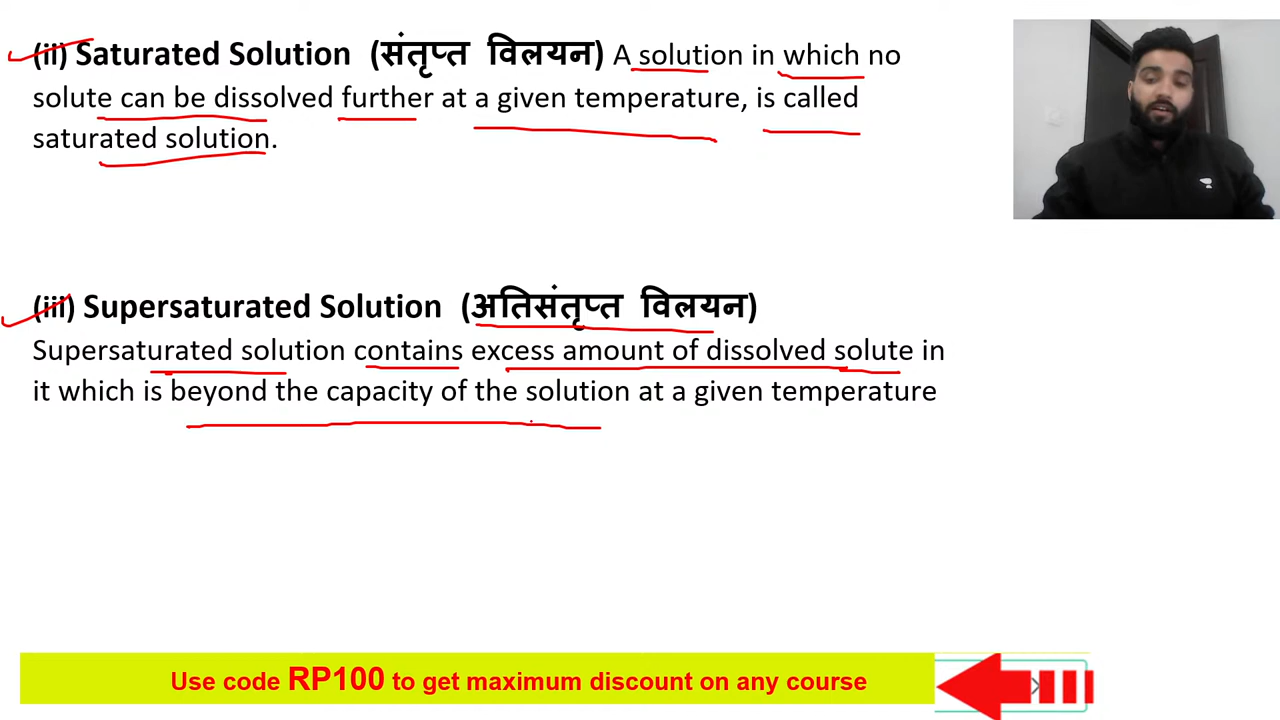 (ii) Saturated Solution (संतृप्त विलयन) A solution in which no
solute can be dissolved further at a given temperature, is called
saturated solution.
(iii) Supersaturated Solution (अतिसंतृप्त विलयन)
Supersaturated solution contains excess amount of dissolved solute in
it which is beyond the capacity of the solution at a given temperature
Use code RP100 to get maximum discount on any course